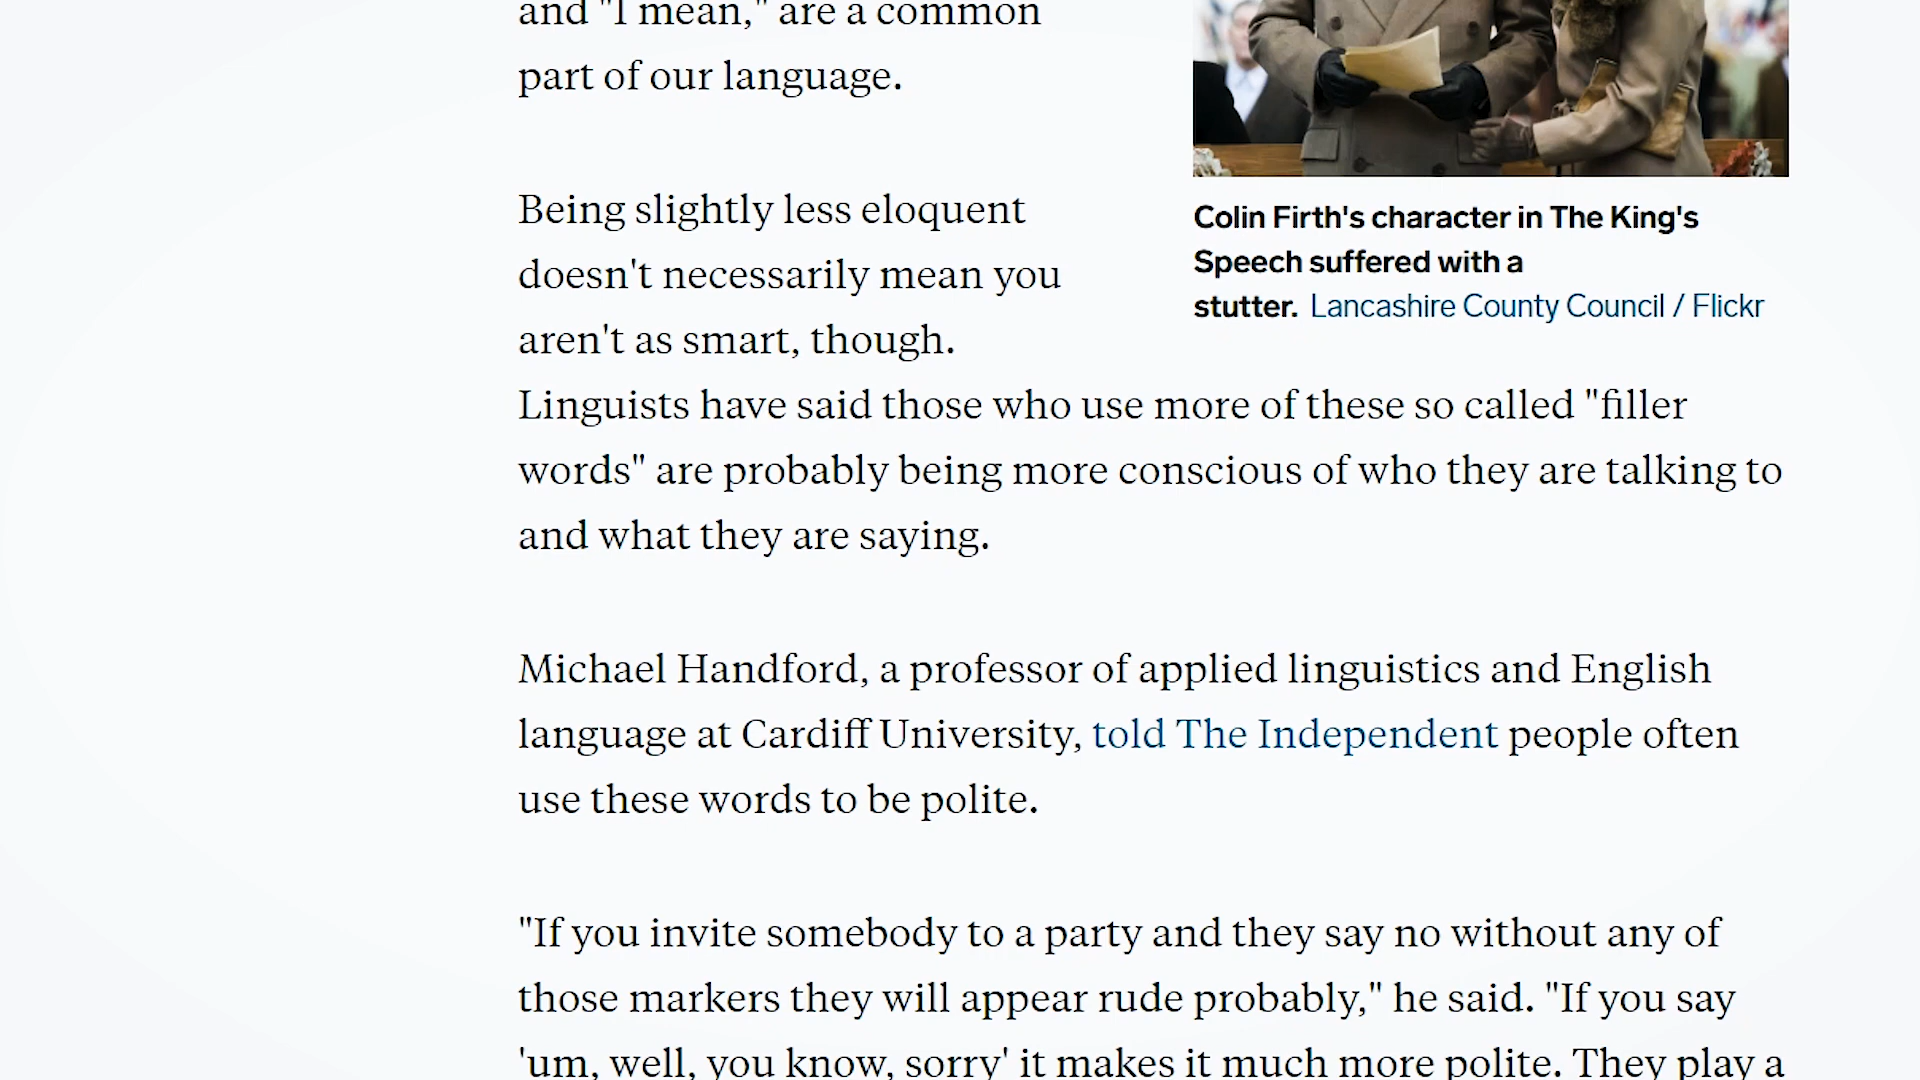 and "I mean," are a common
part of our language.
Being slightly less eloquent
doesn't necessarily mean you
aren't as smart, though.
Colin Firth's character in The King's
Speech suffered with a
stutter. Lancashire County Council / Flickr
Linguists have said those who use more of these so called "filler
words" are probably being more conscious of who they are talking to
and what they are saying.
Michael Handford, a professor of applied linguistics and English
language at Cardiff University, told The Independent people often
use these words to be polite.
"If you invite somebody to a party and they say no without any of
those markers they will appear rude probably," he said. "If you say
'um, well, you know, sorry' it makes it much more polite. They play a